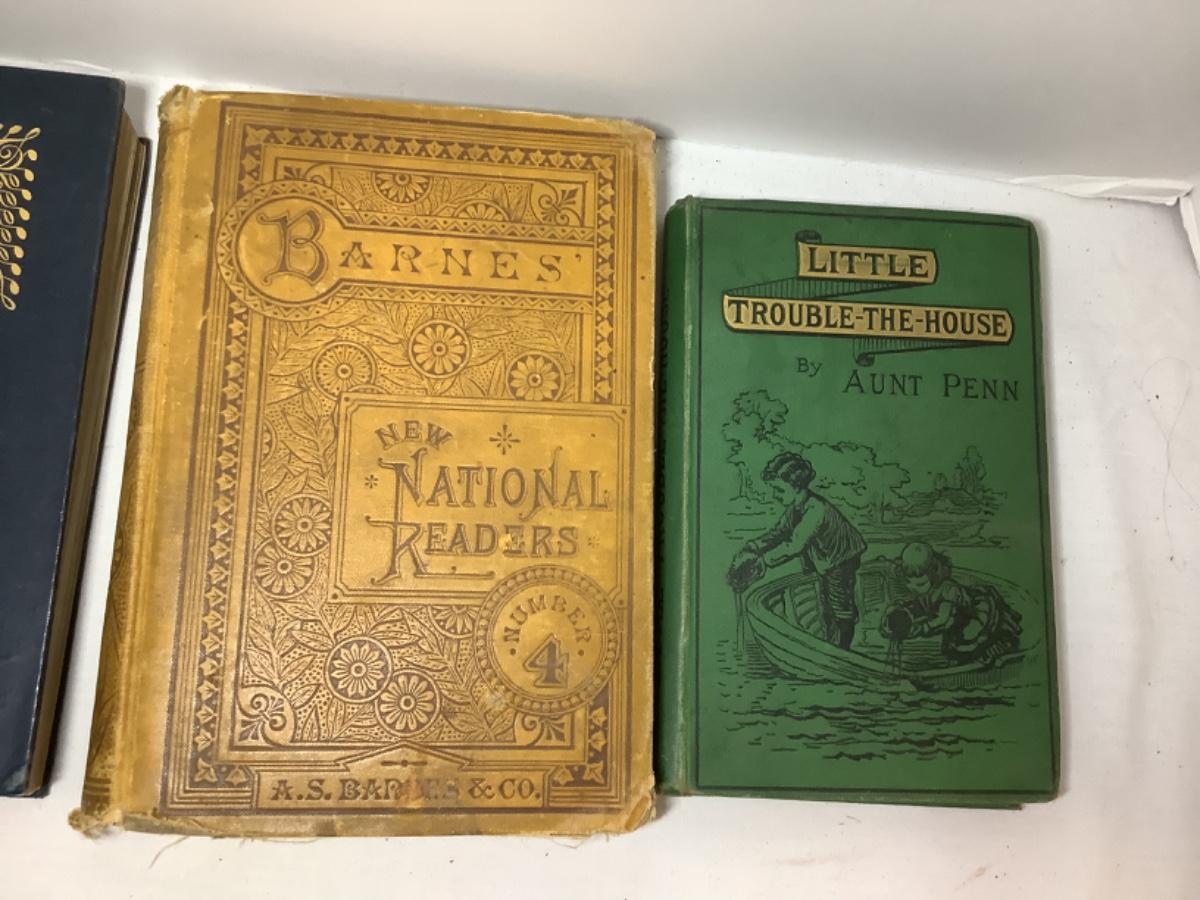 BARNES'
NEW
NATIONAL
READERS
NUMBER
4
A.S. BARNES & CO.
LITTLE
TROUBLE-THE-HOUSE
BY AUNT PENN